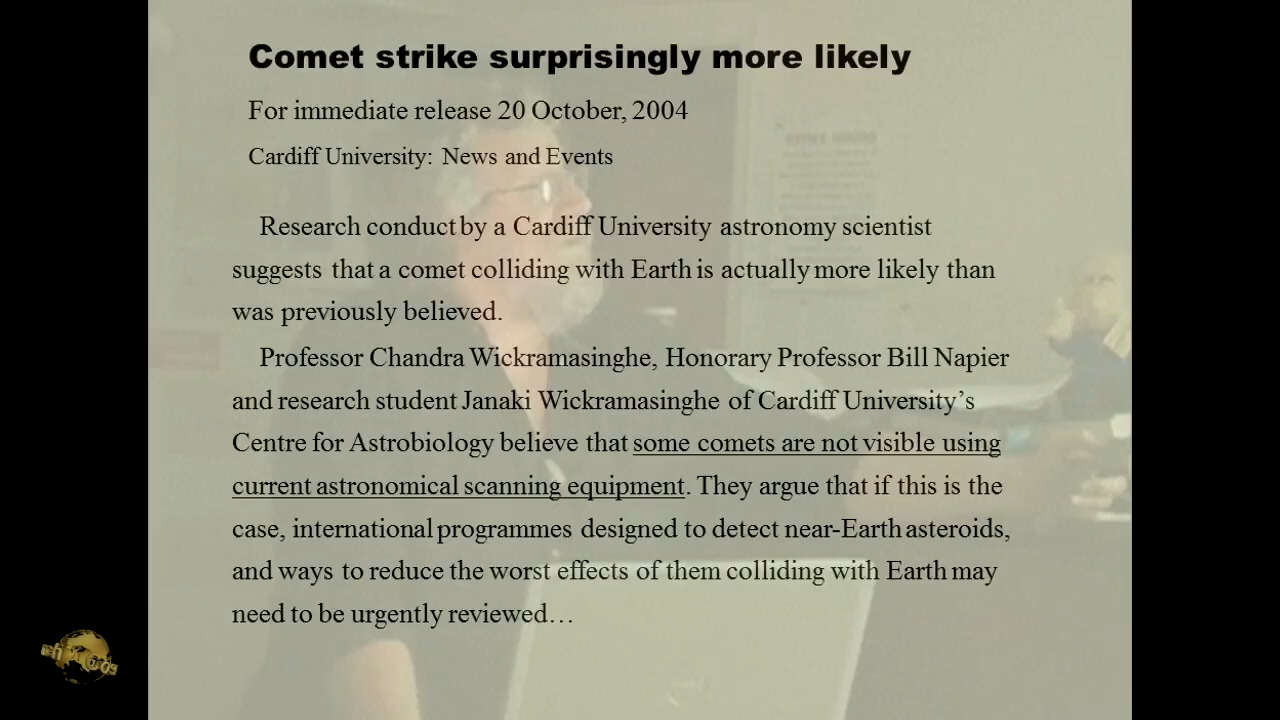 Comet strike surprisingly more likely
For immediate release 20 October, 2004
Cardiff University: News and Events
Research conduct by a Cardiff University astronomy scientist
suggests that a comet colliding with Earth is actually more likely than
was previously believed.
Professor Chandra Wickramasinghe, Honorary Professor Bill Napier
and research student Janaki Wickramasinghe of Cardiff University’s
Centre for Astrobiology believe that some comets are not visible using
current astronomical scanning equipment. They argue that if this is the
case, international programmes designed to detect near-Earth asteroids,
and ways to reduce the worst effects of them colliding with Earth may
need to be urgently reviewed…